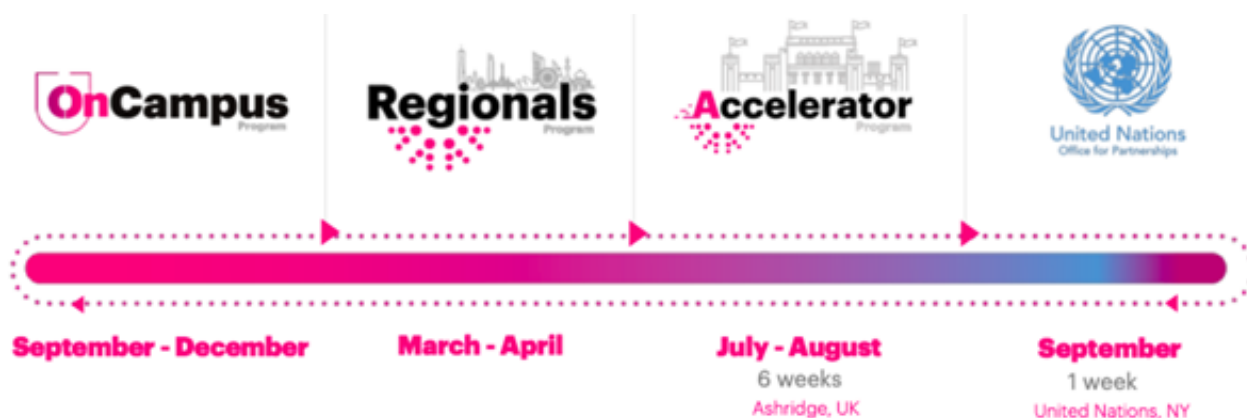 OnCampus
Program
Regionals
Program
Accelerator
Program
United Nations
Office for Partnerships
September - December
March - April
July - August
6 weeks
Ashridge, UK
September
1 week
United Nations, NY